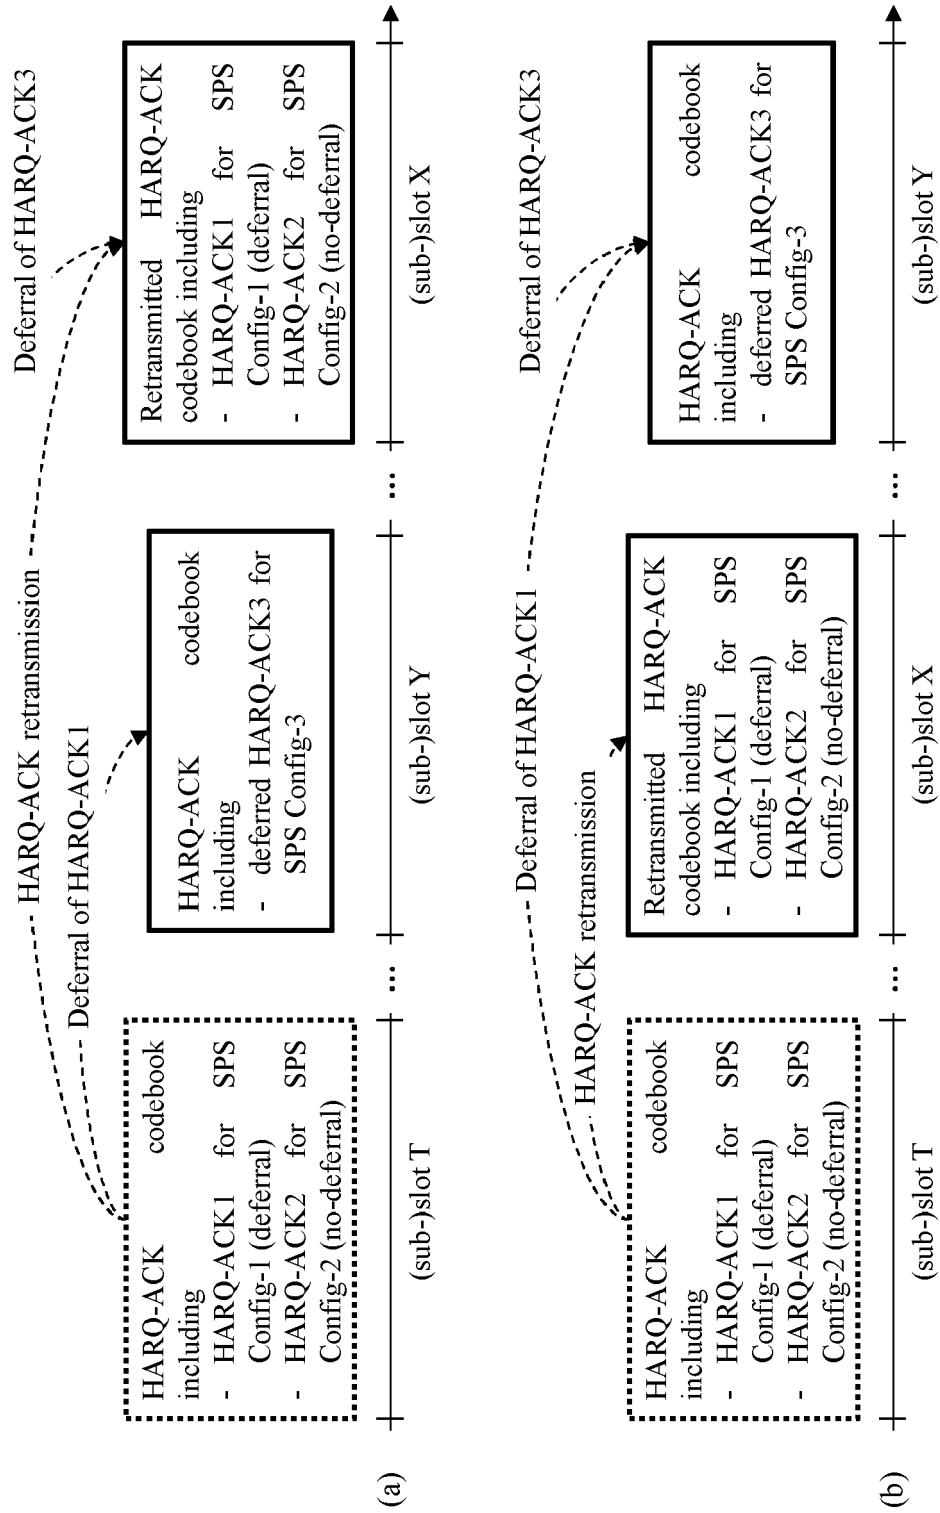 HARQ-ACK retransmission
Deferral of HARQ-ACK1
Deferral of HARQ-ACK3
HARQ-ACK codebook
including
- HARQ-ACK1 for SPS
Config-1 (deferral)
- HARQ-ACK2 for SPS
Config-2 (no-deferral)
HARQ-ACK codebook
including
- deferred HARQ-ACK3 for
SPS Config-3
Retransmitted HARQ-ACK
codebook including
- HARQ-ACK1 for SPS
Config-1 (deferral)
- HARQ-ACK2 for SPS
Config-2 (no-deferral)
... ...
(a) (sub-)slot T (sub-)slot Y (sub-)slot X
Deferral of HARQ-ACK1
HARQ-ACK retransmission
Deferral of HARQ-ACK3
HARQ-ACK codebook
including
- HARQ-ACK1 for SPS
Config-1 (deferral)
- HARQ-ACK2 for SPS
Config-2 (no-deferral)
Retransmitted HARQ-ACK
codebook including
- HARQ-ACK1 for SPS
Config-1 (deferral)
- HARQ-ACK2 for SPS
Config-2 (no-deferral)
HARQ-ACK codebook
including
- deferred HARQ-ACK3 for
SPS Config-3
... ...
(b) (sub-)slot T (sub-)slot X (sub-)slot Y